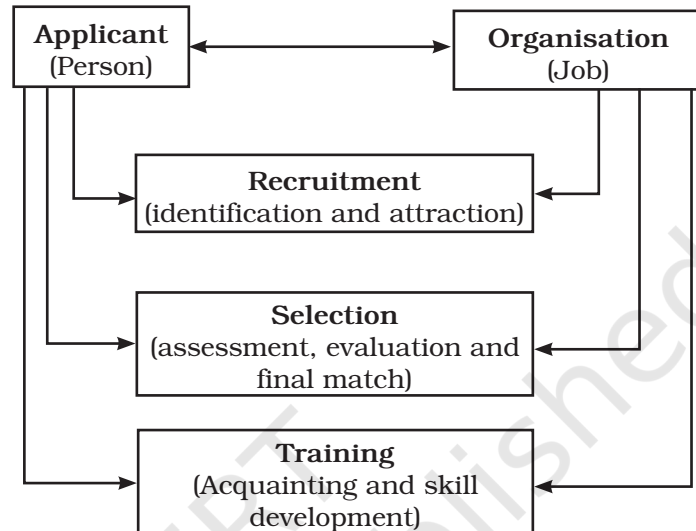 Applicant
(Person)
Organisation
(Job)
Recruitment
(identification and attraction)
Selection
(assessment, evaluation and
final match)
Training
(Acquainting and skill
development)